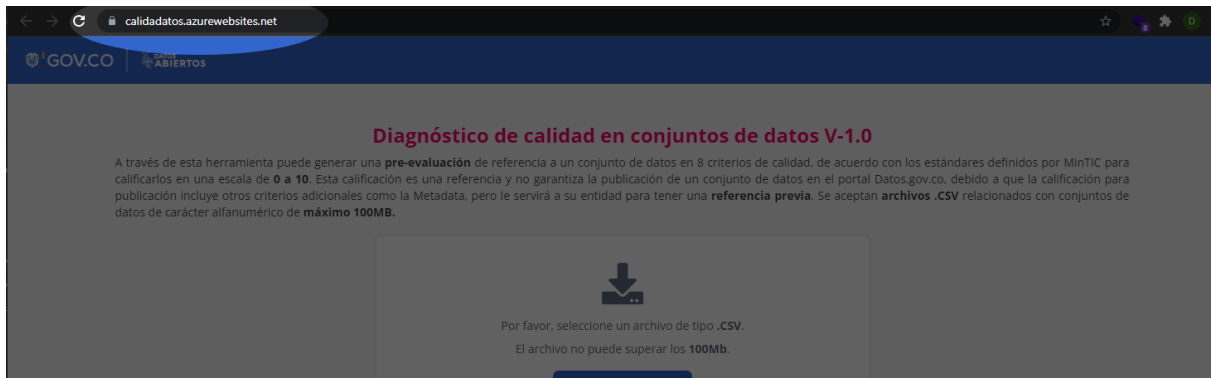 calidadatos.azurewebsites.net
8
D
GOV.CO
DATOS
ABIERTOS
Diagnóstico de calidad en conjuntos de datos V-1.0
A través de esta herramienta puede generar una pre-evaluación de referencia a un conjunto de datos en 8 criterios de calidad, de acuerdo con los estándares definidos por MinTIC para
calificarlos en una escala de 0 a 10. Esta calificación es una referencia y no garantiza la publicación de un conjunto de datos en el portal Datos.gov.co, debido a que la calificación para
publicación incluye otros criterios adicionales como la Metadata, pero le servirá a su entidad para tener una referencia previa. Se aceptan archivos .CSV relacionados con conjuntos de
datos de carácter alfanumérico de máximo 100MB.
Por favor, seleccione un archivo de tipo .CSV.
El archivo no puede superar los 100Mb.